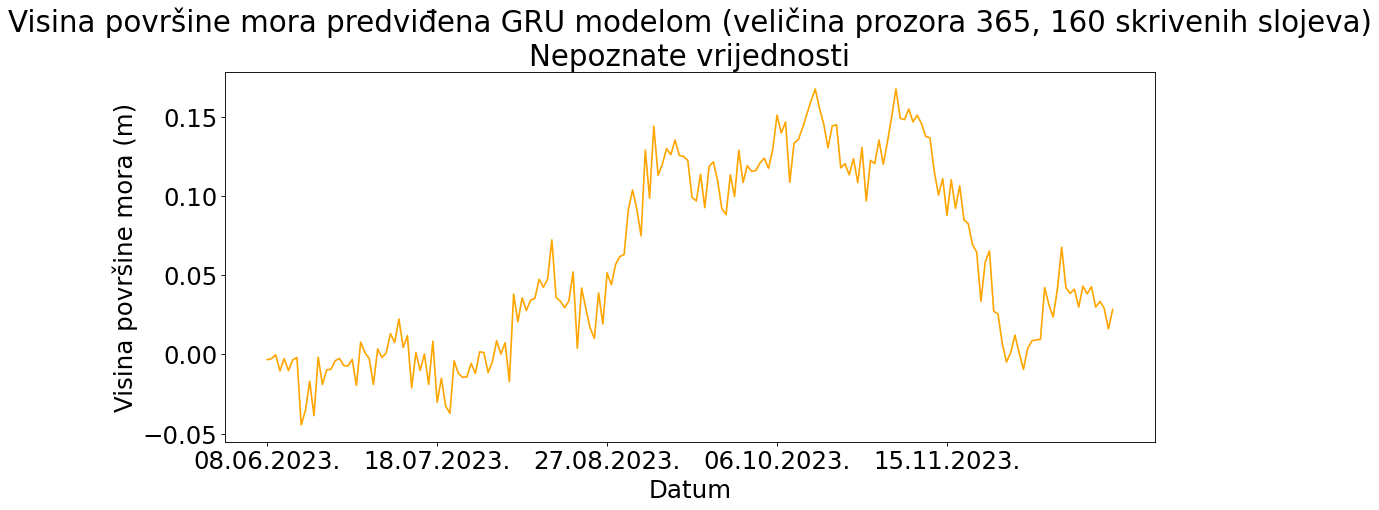 Visina površine mora predviđena GRU modelom (veličina prozora 365, 160 skrivenih slojeva)
Nepoznate vrijednosti
Visina površine mora (m)
0.15
0.10
0.05
0.00
−0.05
08.06.2023. 18.07.2023. 27.08.2023. 06.10.2023. 15.11.2023.
Datum